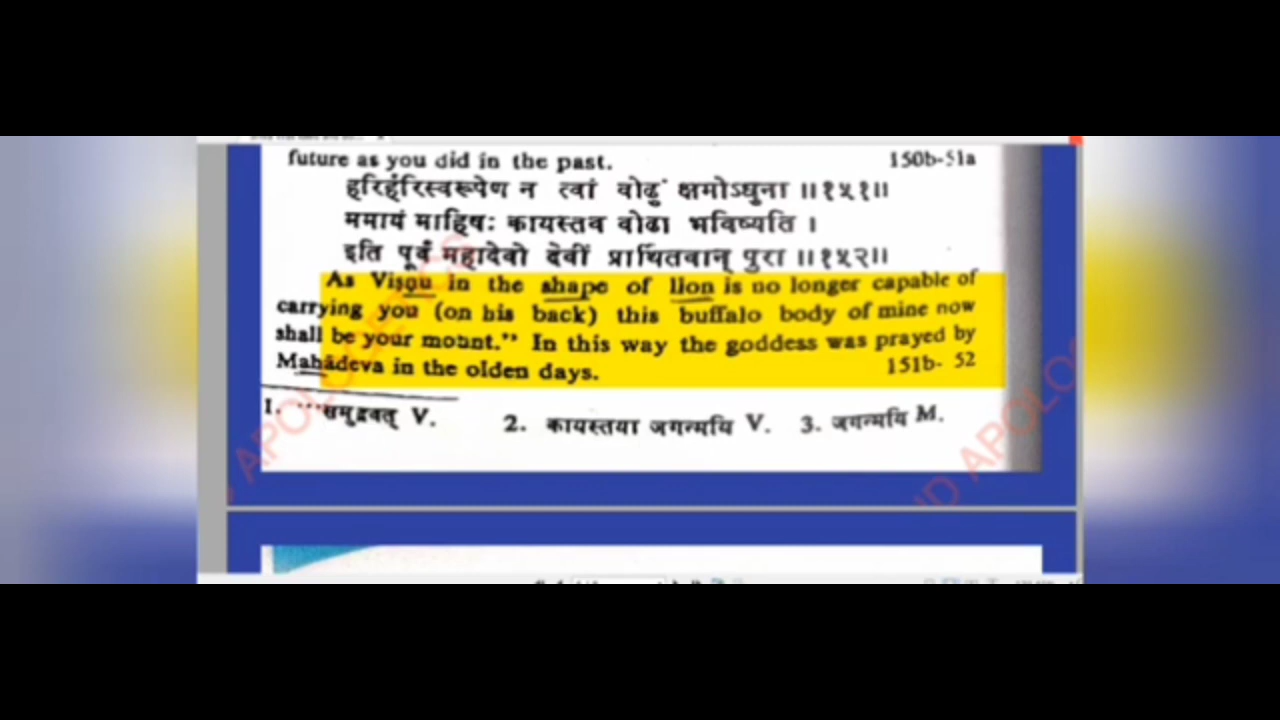 future as you did in the past. 150b-51a
हरिर्हरिस्वरूपेण न त्वां वोढुं क्षमोऽधुना ॥१५१॥
ममायं माहिषः कायस्तव वोढा भविष्यति ।
इति पूर्वं महादेवो देवीं प्रार्थितवान् पुरा ॥१५२॥
As Viṣṇu in the shape of lion is no longer capable of
carrying you (on his back) this buffalo body of mine now
shall be your mount." In this way the goddess was prayed by
Mahādeva in the olden days. 151b- 52
1. ···समुद्रवत् V. 2. कायस्तया जगन्मयि V. 3. जगन्मयि M.
APOLOGETICS
ND APOLO